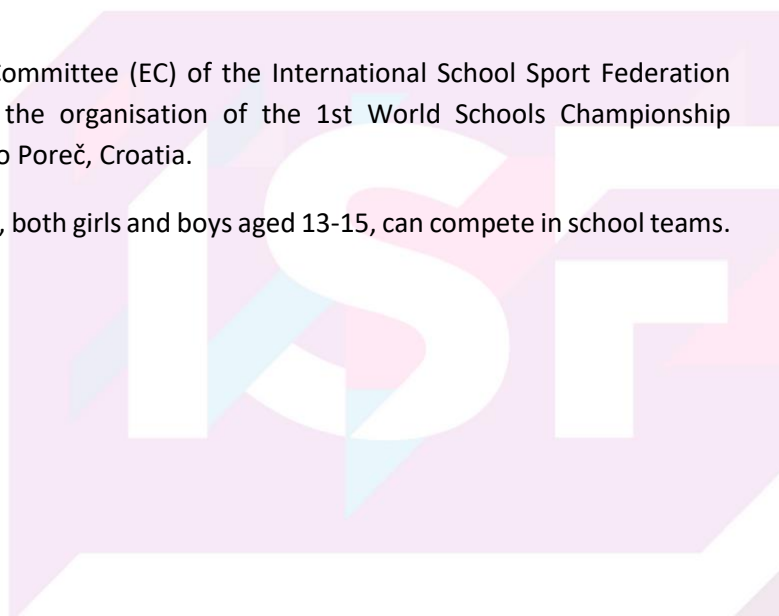 Committee (EC) of the International School Sport Federation
the organisation of the 1st World Schools Championship
o Poreč, Croatia.
, both girls and boys aged 13-15, can compete in school teams.
ISF